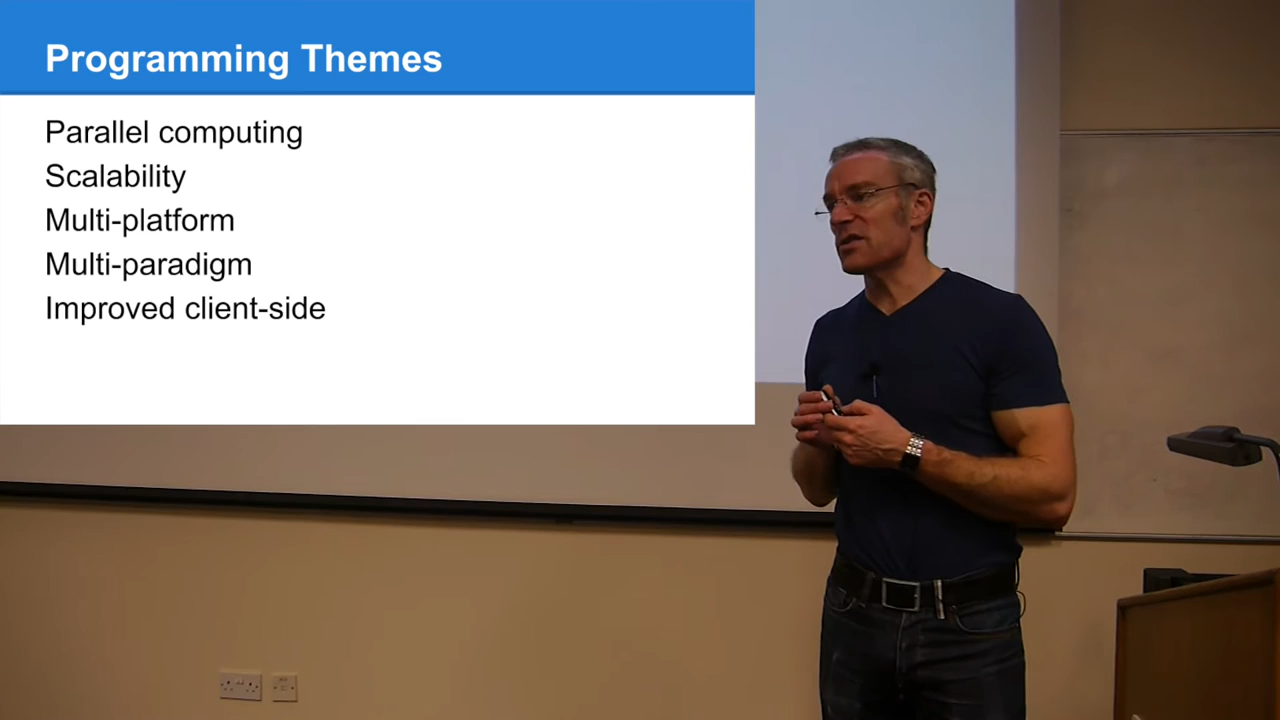 Programming Themes
Parallel computing
Scalability
Multi-platform
Multi-paradigm
Improved client-side